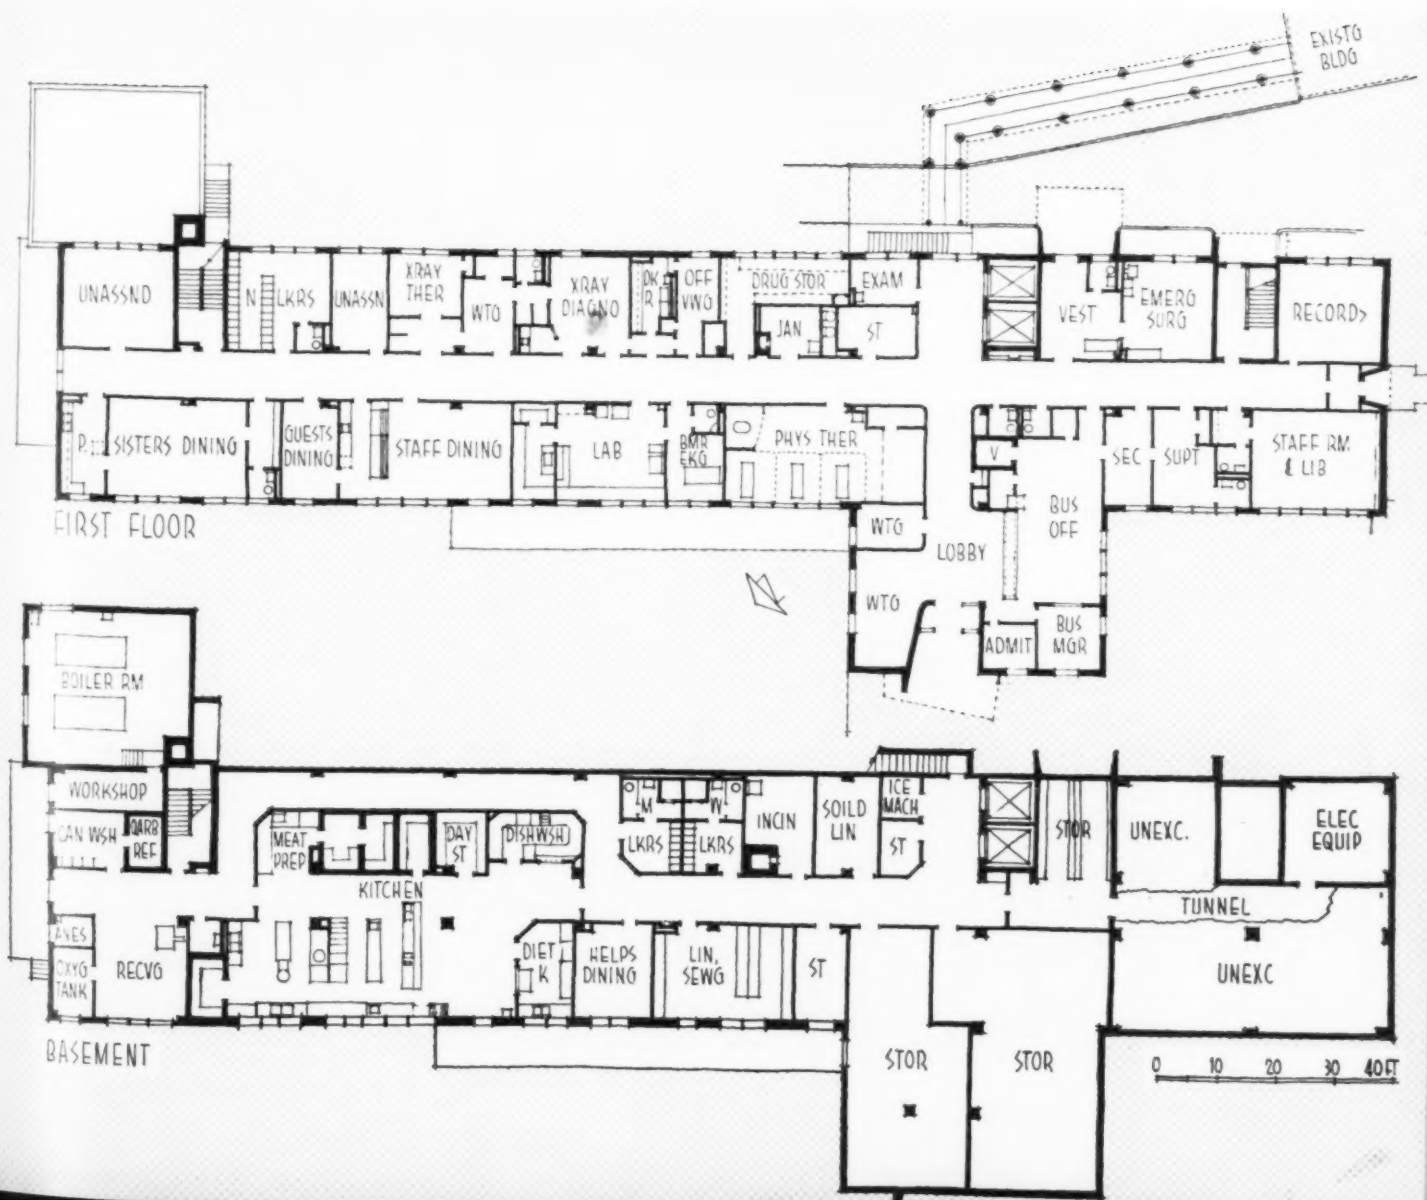 EXISTG
BLDG
UNASSND
N LKRS
UNASSN
XRAY
THER
WTG
XRAY
DIAGNO
DK
R
OFF
VWG
DRUG STOR
JAN
EXAM
ST
VEST
EMERG
SURG
RECORDS
P.
SISTERS DINING
GUESTS
DINING
STAFF DINING
LAB
BMR
EKG
PHYS THER
V
SEC
SUPT
STAFF RM
& LIB
BUS
OFF
WTG
LOBBY
WTG
ADMIT
BUS
MGR
FIRST FLOOR
BOILER RM
WORKSHOP
CAN WSH
GARB
REF
MEAT
PREP
DAY
ST
DISHWSH
M
LKRS
W
LKRS
INCIN
SOILD
LIN
ICE
MACH
ST
STOR
UNEXC.
ELEC
EQUIP
KITCHEN
TUNNEL
ANES
OXYG
TANK
RECVG
DIET
K
HELPS
DINING
LIN,
SEWG
ST
UNEXC
STOR
STOR
BASEMENT
0 10 20 30 40 FT